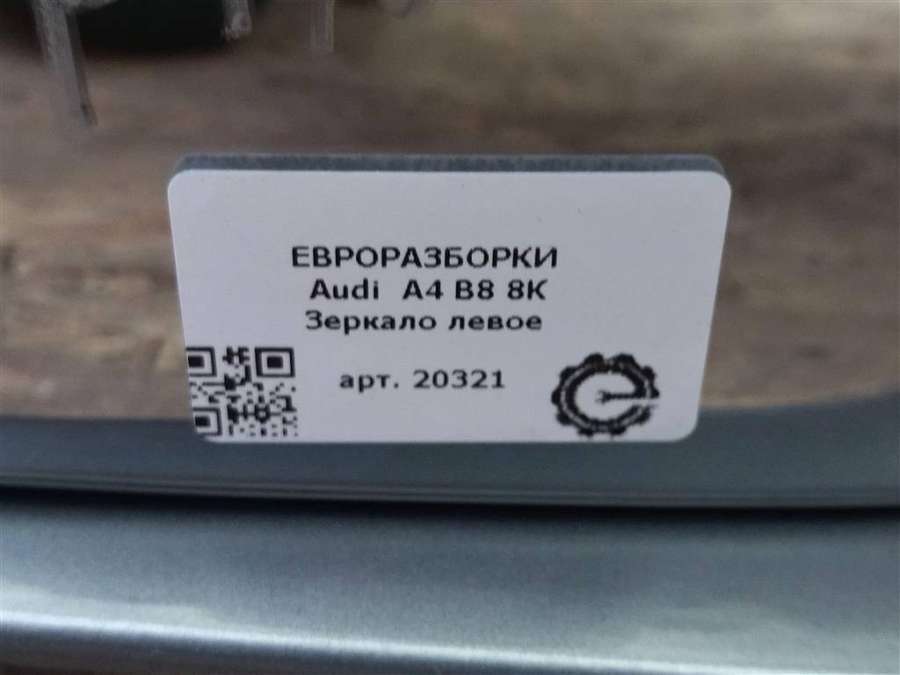 ЕВРОРАЗБОРКИ
Audi A4 B8 8K
Зеркало левое
арт. 20321